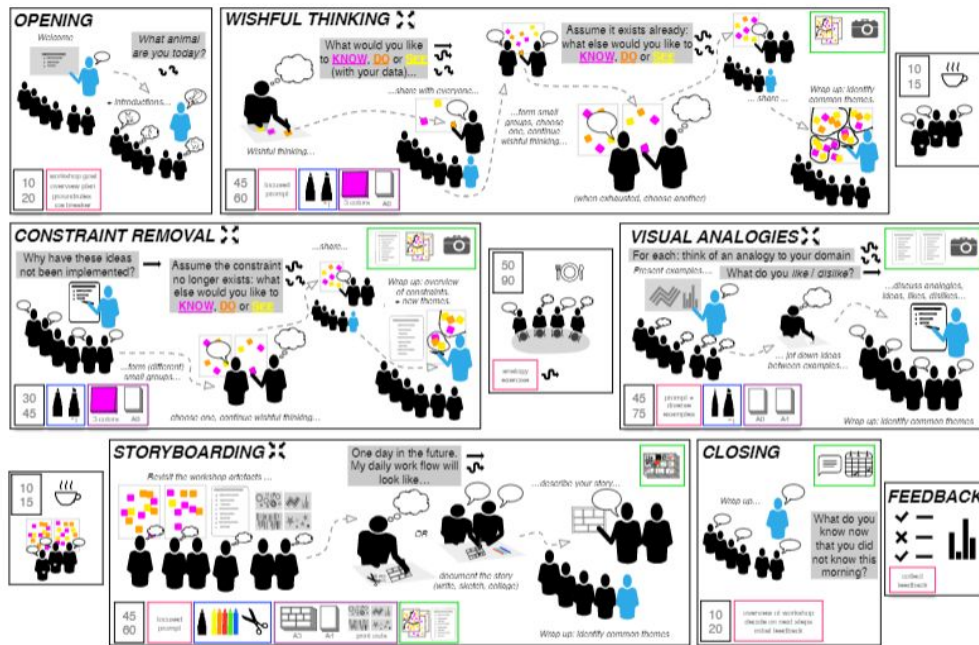 OPENING
Welcome
What animal
are you today?
+ introductions...
10
20
workshop goal
overview plan
groundrules
ice breaker
WISHFUL THINKING
What would you like
to KNOW, DO or SEE
(with your data)...
Wishful thinking...
...share with everyone...
...form small
groups, choose
one, continue
wishful thinking...
Assume it exists already:
what else would you like to
KNOW, DO or SEE
(when exhausted, choose another)
... share ...
Wrap up: Identify
common themes.
45
60
focused
prompt
3 colors
A0
10
15
CONSTRAINT REMOVAL
Why have these ideas
not been implemented?
...form (different)
small groups...
Assume the constraint
no longer exists: what
else would you like to
KNOW, DO or SEE
choose one, continue wishful thinking...
...share...
Wrap up: overview
of constraints.
+ new themes.
30
45
3 colors
A0
50
90
analogy
exercise
VISUAL ANALOGIES
For each: think of an analogy to your domain
Present examples...
What do you like / dislike?
... jot down ideas
between examples...
...discuss analogies,
ideas, likes, dislikes...
Wrap up: Identify common themes
45
75
prompt +
diverse
examples
A0
A4
10
15
STORYBOARDING
Revisit the workshop artefacts ...
One day in the future.
My daily work flow will
look like...
OR
document the story
(write, sketch, collage)
...describe your story...
Wrap up: Identify common themes
45
60
focused
prompt
A3
A4
print outs
CLOSING
Wrap up...
What do you
know now
that you did
not know this
morning?
10
20
overview of workshop
decide on next steps
initial feedback
FEEDBACK
collect
feedback